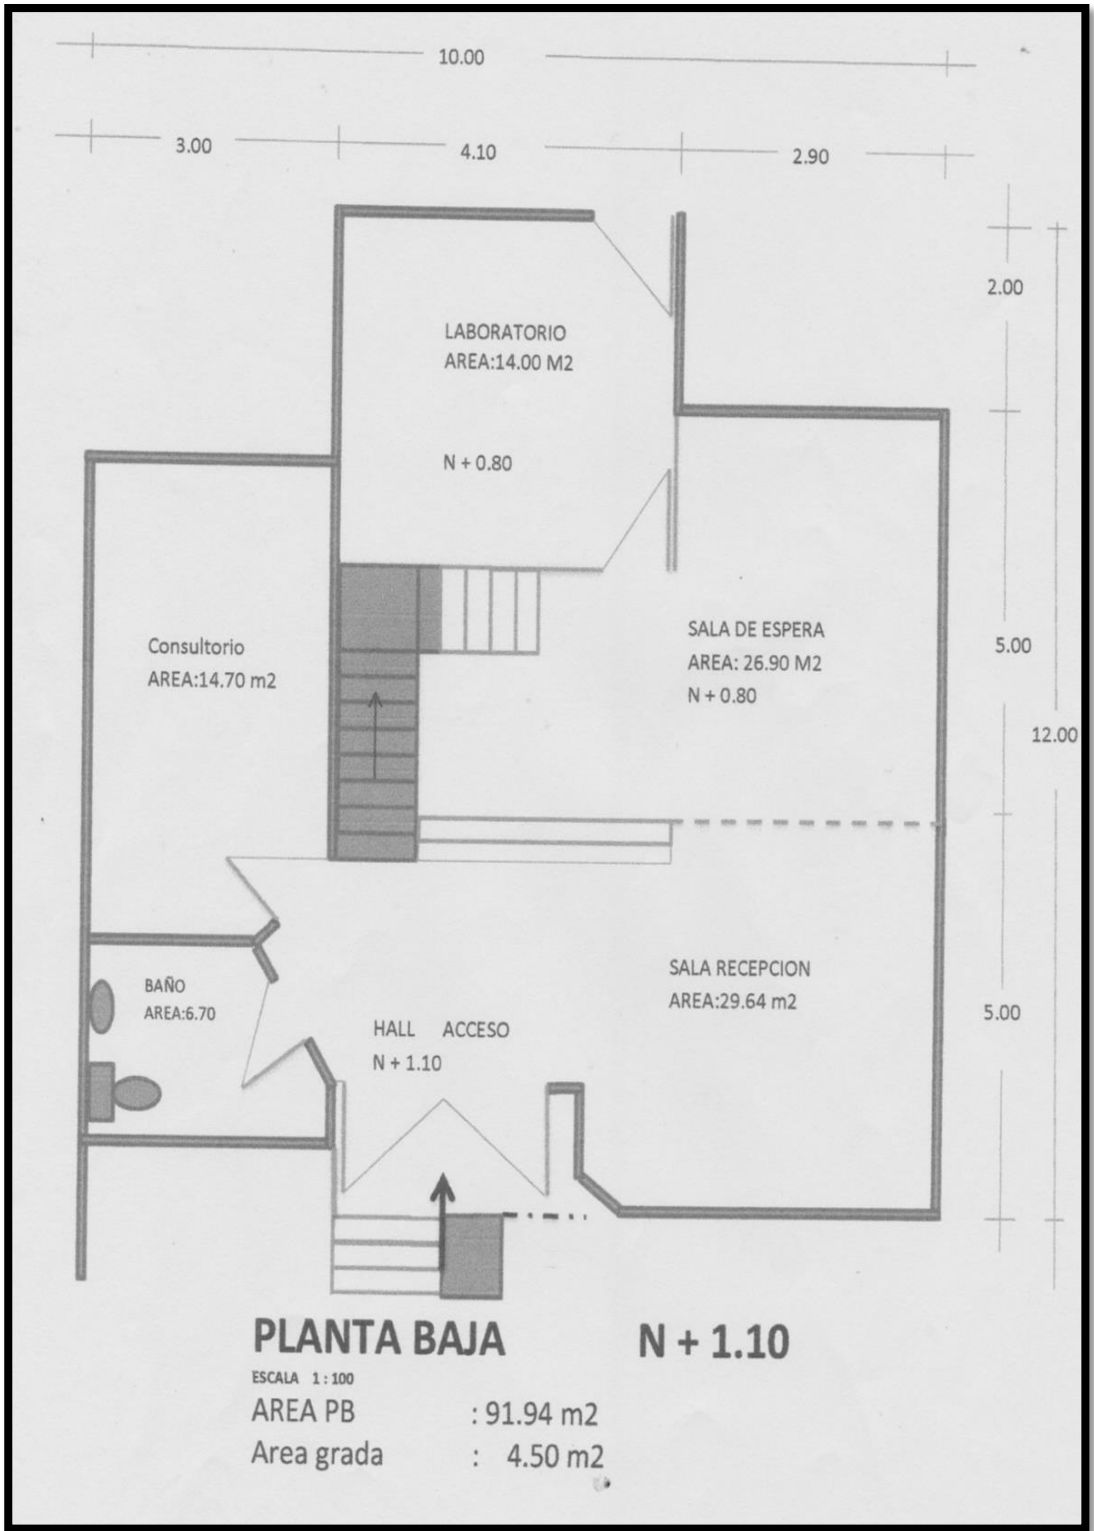 10.00
3.00
4.10
2.90
2.00
LABORATORIO
AREA:14.00 M2
N + 0.80
SALA DE ESPERA
AREA: 26.90 M2
N + 0.80
5.00
Consultorio
AREA:14.70 m2
12.00
SALA RECEPCION
AREA:29.64 m2
BAÑO
AREA:6.70
5.00
HALL ACCESO
N + 1.10
PLANTA BAJA N + 1.10
ESCALA 1 : 100
AREA PB : 91.94 m2
Area grada : 4.50 m2